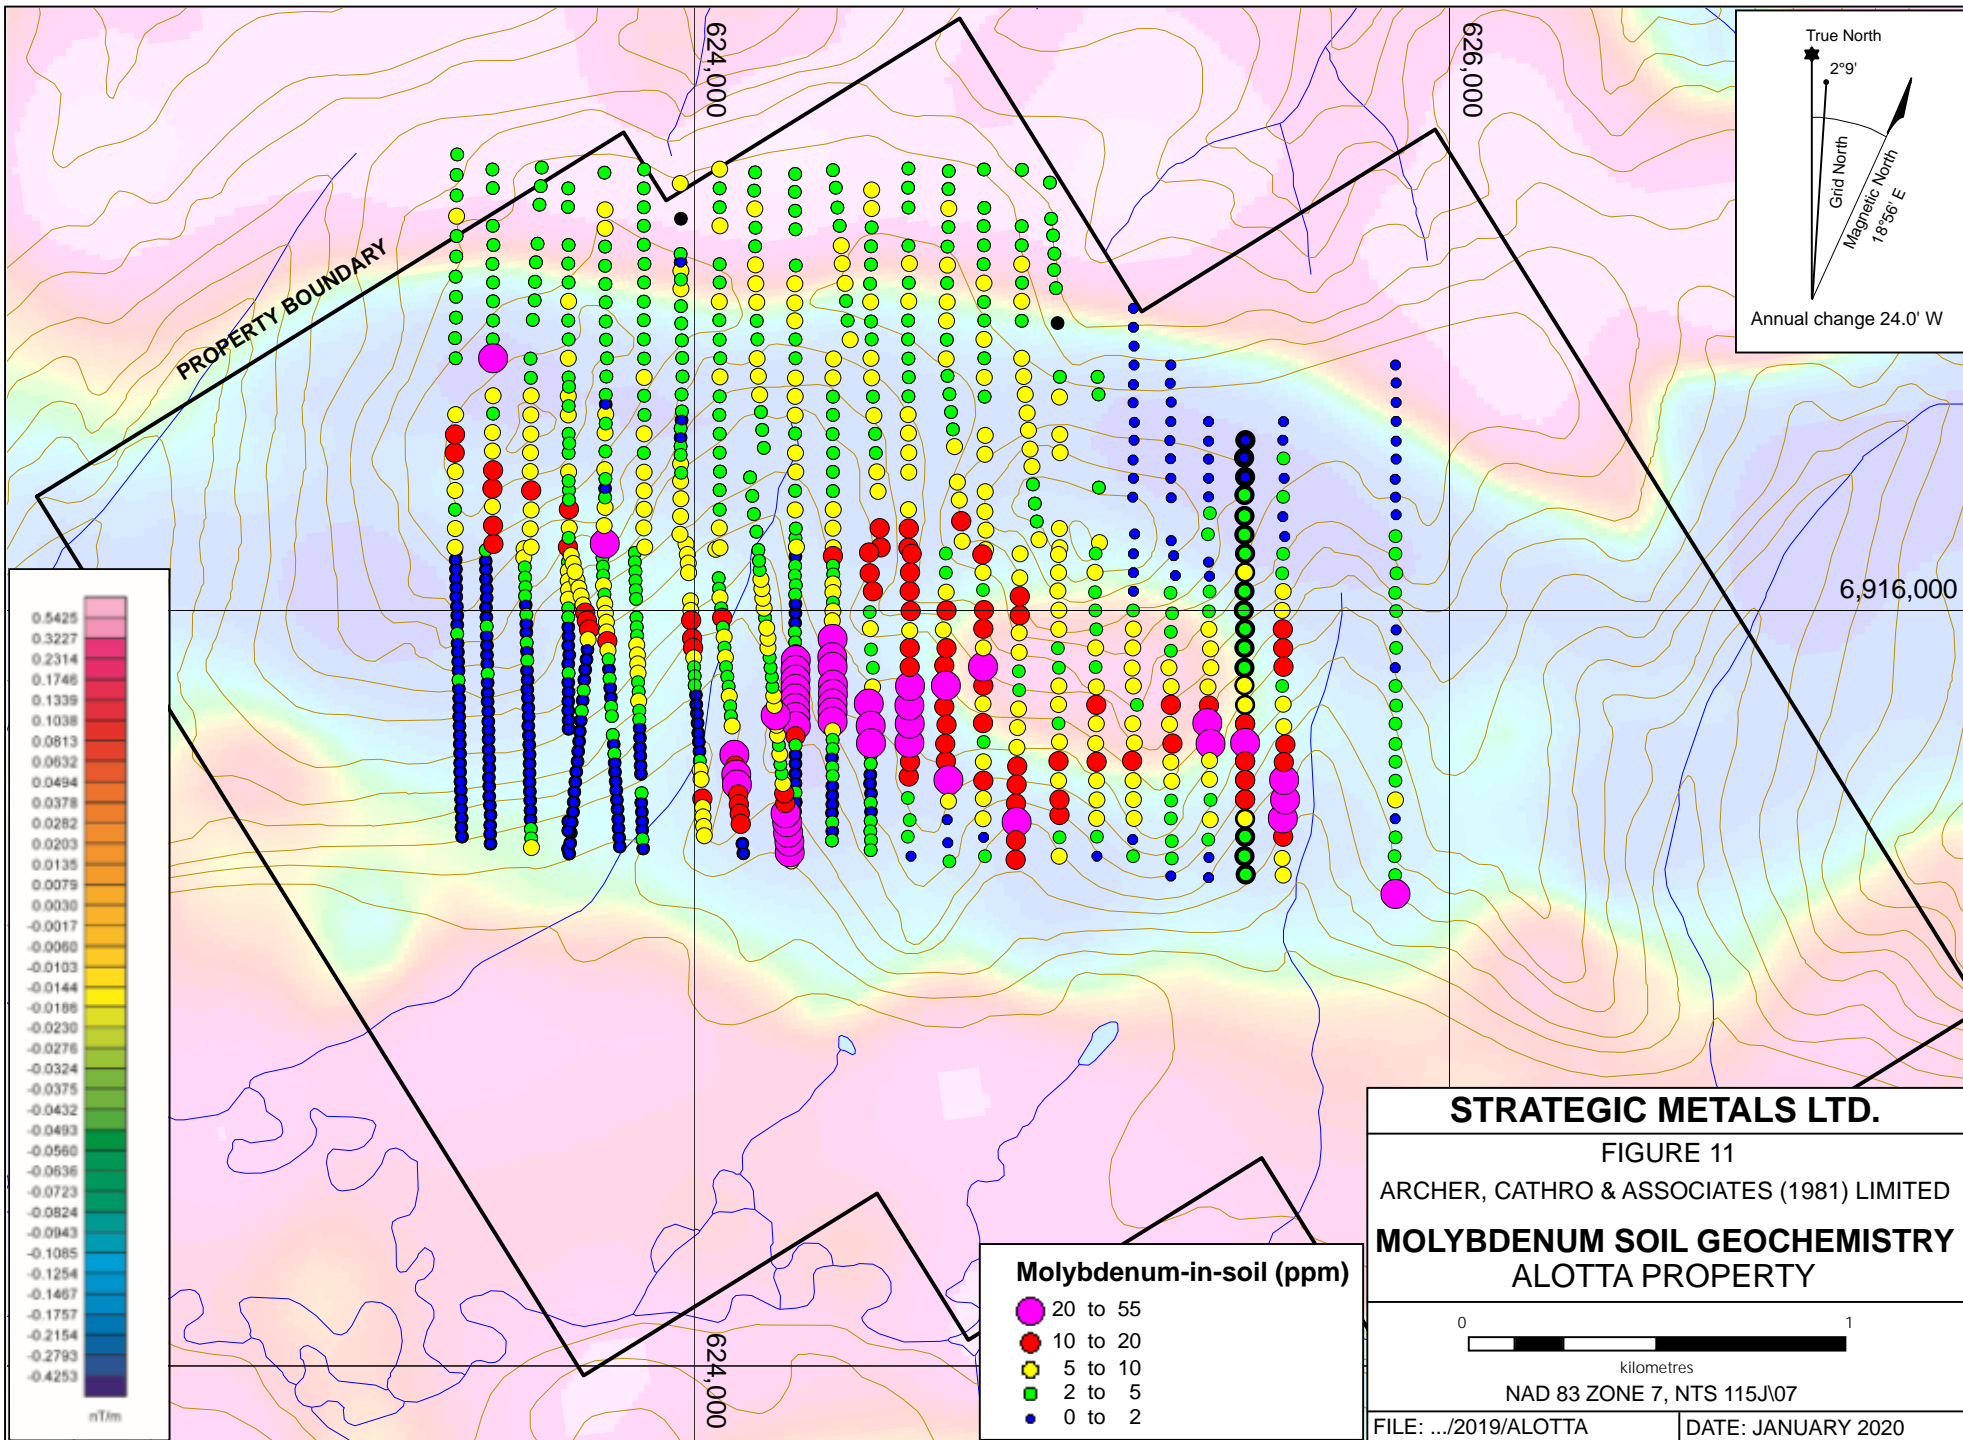 624,000
626,000
True North
2°9'
Grid North
Magnetic North
18°56' E
Annual change 24.0' W
PROPERTY BOUNDARY
6,916,000
0.5425
0.3227
0.2314
0.1746
0.1339
0.1038
0.0813
0.0632
0.0494
0.0378
0.0282
0.0203
0.0135
0.0079
0.0030
-0.0017
-0.0060
-0.0103
-0.0144
-0.0186
-0.0230
-0.0276
-0.0324
-0.0375
-0.0432
-0.0493
-0.0560
-0.0636
-0.0723
-0.0824
-0.0943
-0.1085
-0.1254
-0.1467
-0.1757
-0.2154
-0.2793
-0.4253
nT/m
624,000
Molybdenum-in-soil (ppm)
20 to 55
10 to 20
5 to 10
2 to 5
0 to 2
STRATEGIC METALS LTD.
FIGURE 11
ARCHER, CATHRO & ASSOCIATES (1981) LIMITED
MOLYBDENUM SOIL GEOCHEMISTRY
ALOTTA PROPERTY
0 1
kilometres
NAD 83 ZONE 7, NTS 115J\07
FILE: .../2019/ALOTTA
DATE: JANUARY 2020